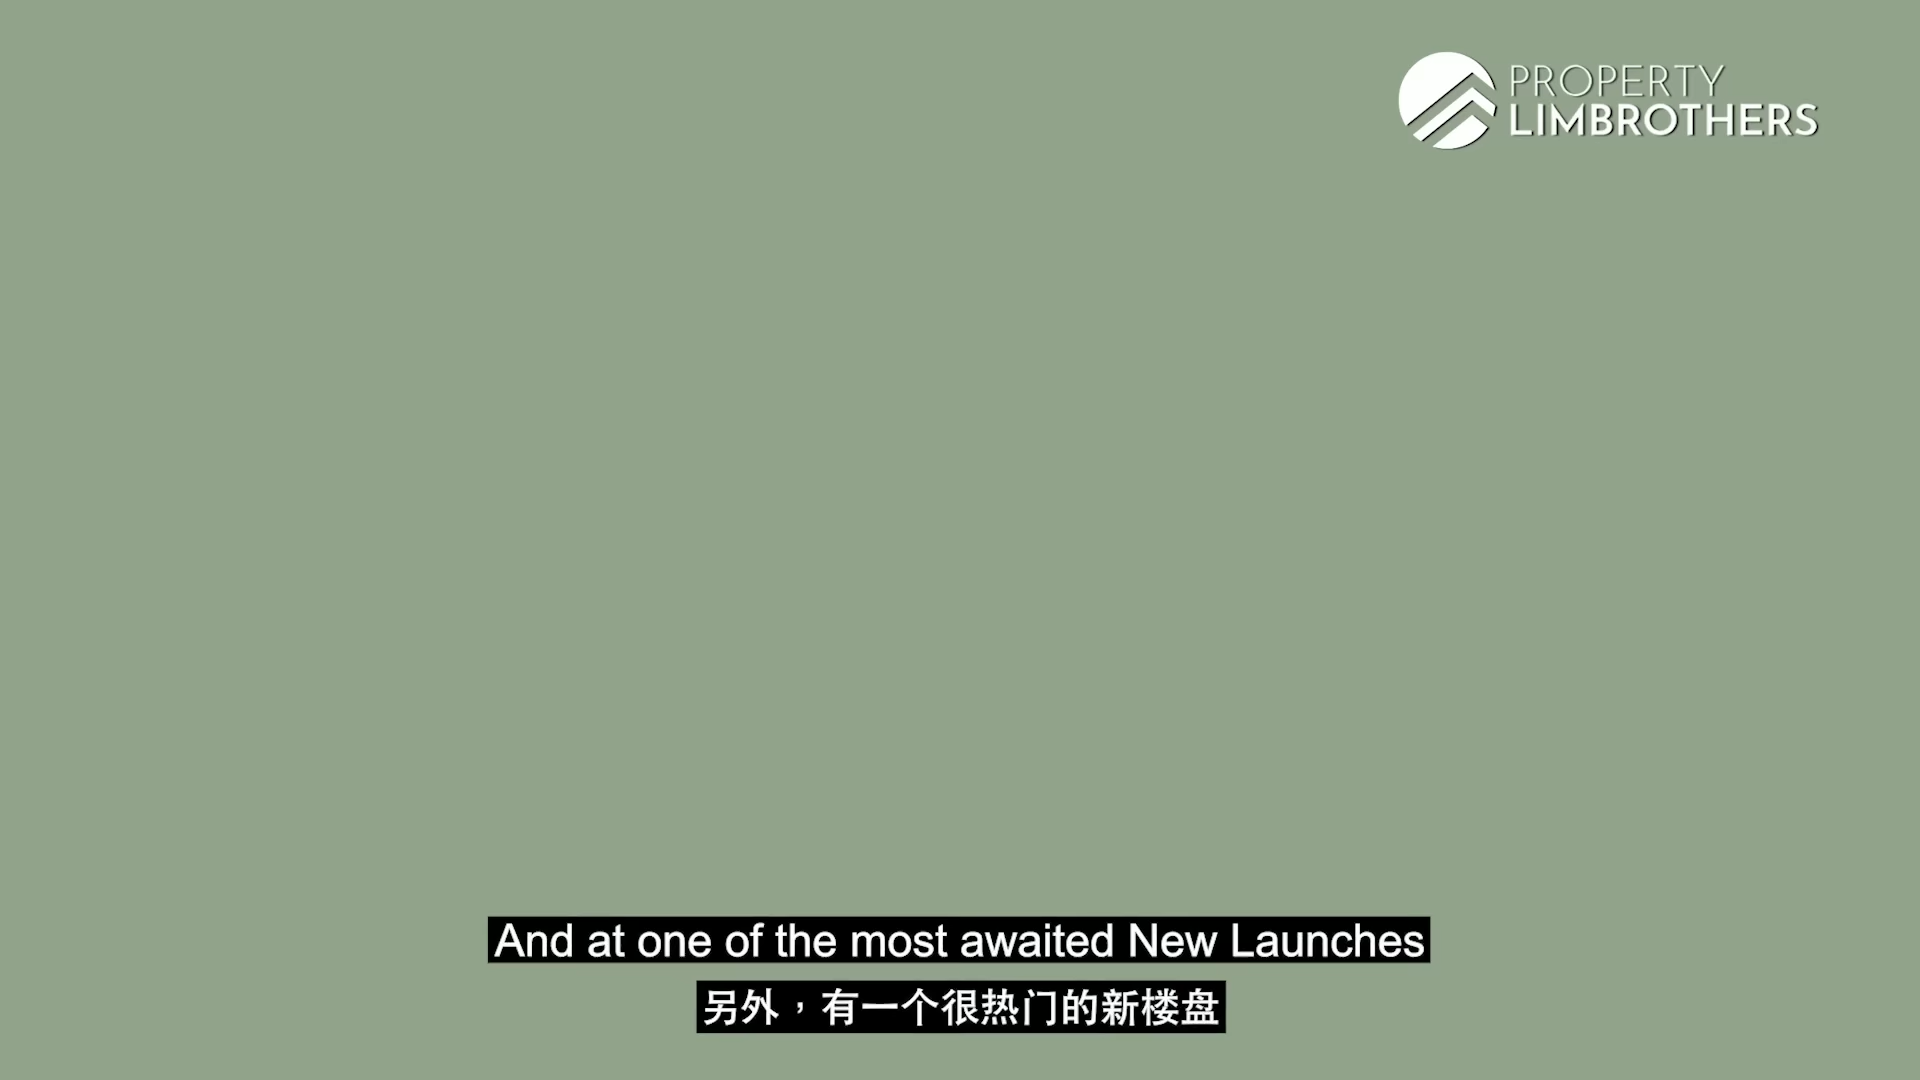 PROPERTY
LIMBROTHERS
And at one of the most awaited New Launches
另外，有一个很热门的新楼盘